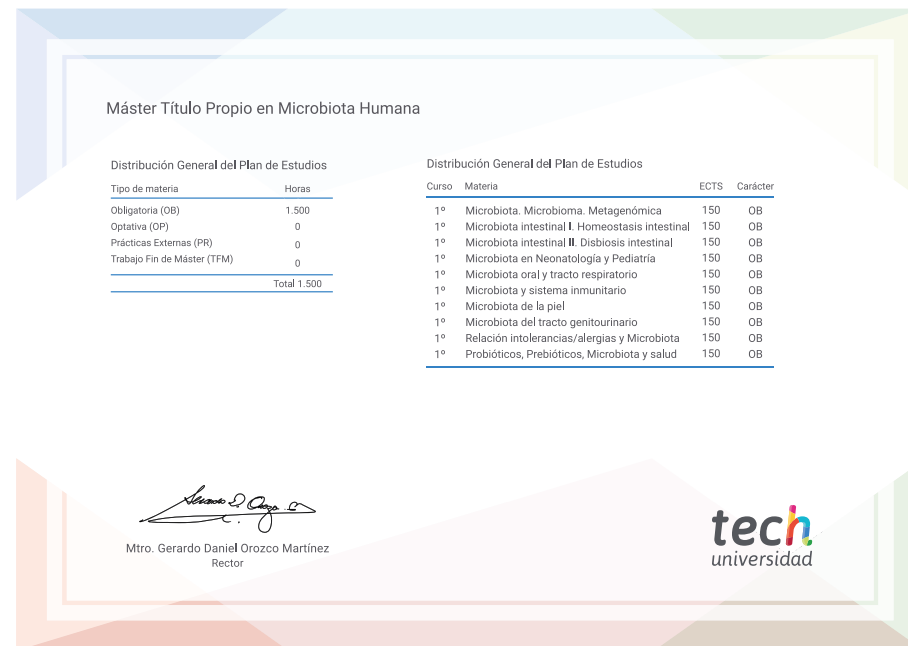 Máster Título Propio en Microbiota Humana
Distribución General del Plan de Estudios
Tipo de materia Horas
Obligatoria (OB) 1.500
Optativa (OP) 0
Prácticas Externas (PR) 0
Trabajo Fin de Máster (TFM) 0
Total 1.500
Distribución General del Plan de Estudios
Curso Materia ECTS Carácter
1º Microbiota. Microbioma. Metagenómica 150 OB
1º Microbiota intestinal I. Homeostasis intestinal 150 OB
1º Microbiota intestinal II. Disbiosis intestinal 150 OB
1º Microbiota en Neonatología y Pediatría 150 OB
1º Microbiota oral y tracto respiratorio 150 OB
1º Microbiota y sistema inmunitario 150 OB
1º Microbiota de la piel 150 OB
1º Microbiota del tracto genitourinario 150 OB
1º Relación intolerancias/alergias y Microbiota 150 OB
1º Probióticos, Prebióticos, Microbiota y salud 150 OB
Mtro. Gerardo Daniel Orozco Martínez
Rector
tech
universidad